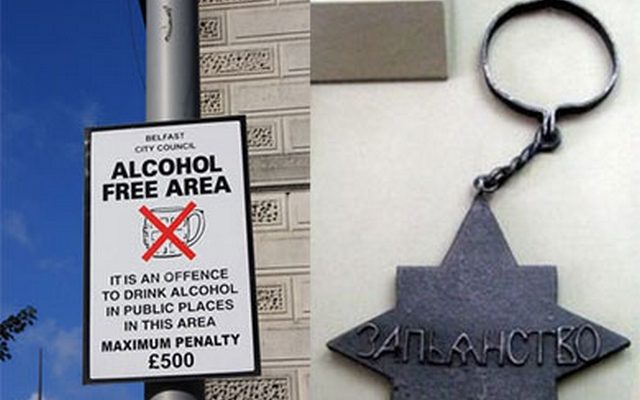 BELFAST
CITY COUNCIL
ALCOHOL
FREE AREA
IT IS AN OFFENCE
TO DRINK ALCOHOL
IN PUBLIC PLACES
IN THIS AREA
MAXIMUM PENALTY
£500
ЗАПЬЯНСТВО